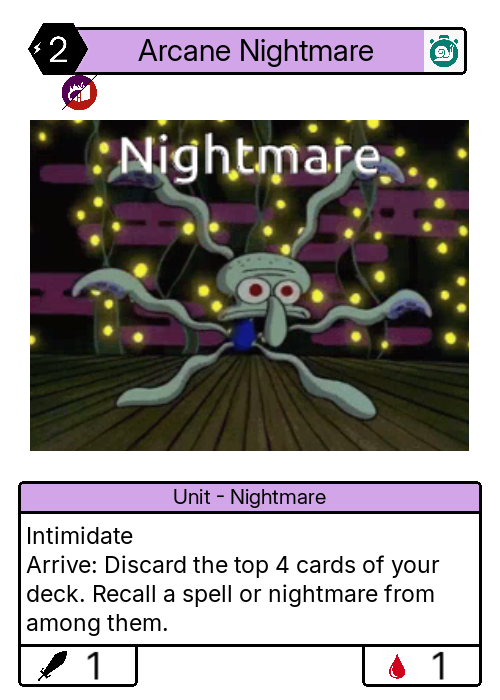 2
Arcane Nightmare
Nightmare
Unit - Nightmare
Intimidate
Arrive: Discard the top 4 cards of your
deck. Recall a spell or nightmare from
among them.
1
1